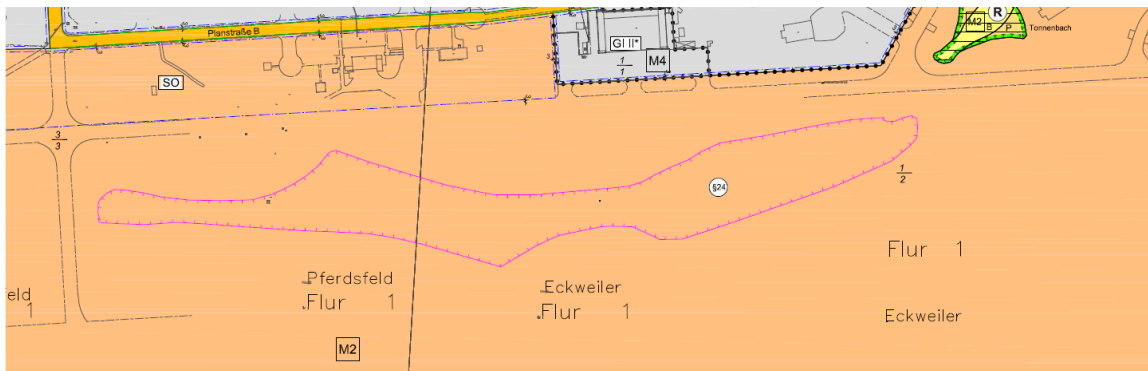 Planstraße B
SO
GI II*
M4
1
1
R
M2
B P
Tonnenbach
3
3
§24
1
2
Flur 1
Pferdsfeld
Flur 1
Eckweiler
Flur 1
Eckweiler
eld
1
M2